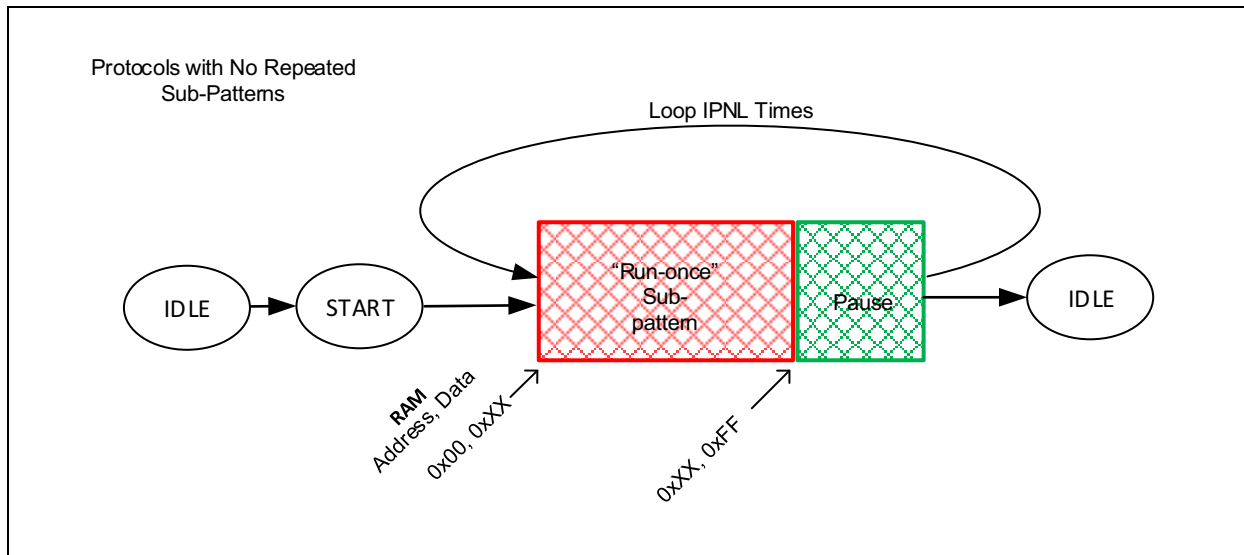 Protocols with No Repeated
Sub-Patterns
Loop IPNL Times
IDLE
START
“Run-once”
Sub-
pattern
Pause
IDLE
RAM
Address, Data
0x00, 0xXX
0xXX, 0xFF